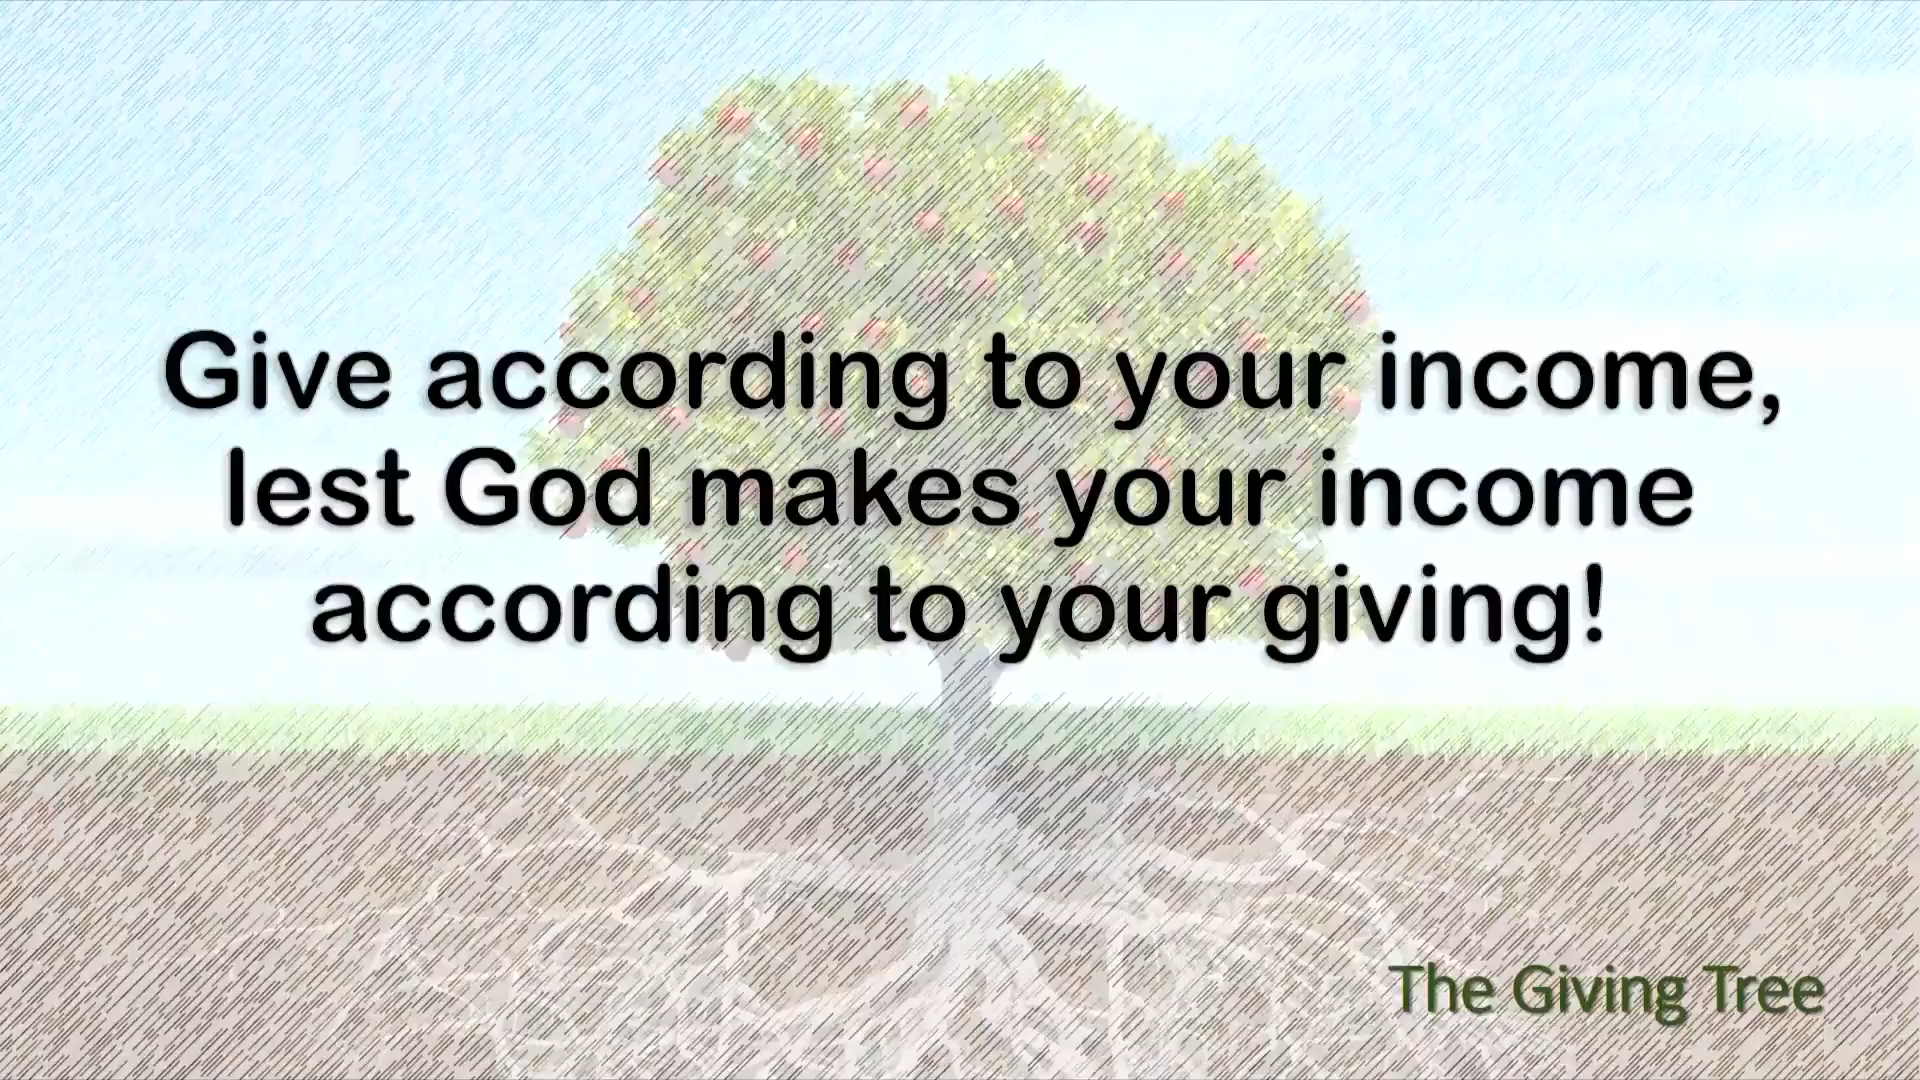 Give according to your income,
lest God makes your income
according to your giving!
The Giving Tree